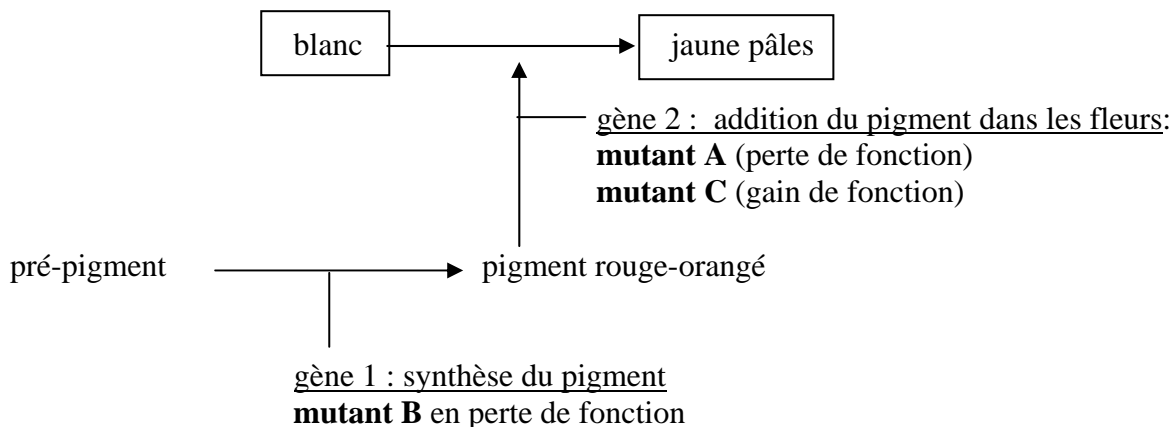 blanc
jaune pâles
gène 2 : addition du pigment dans les fleurs:
mutant A (perte de fonction)
mutant C (gain de fonction)
pré-pigment
pigment rouge-orangé
gène 1 : synthèse du pigment
mutant B en perte de fonction